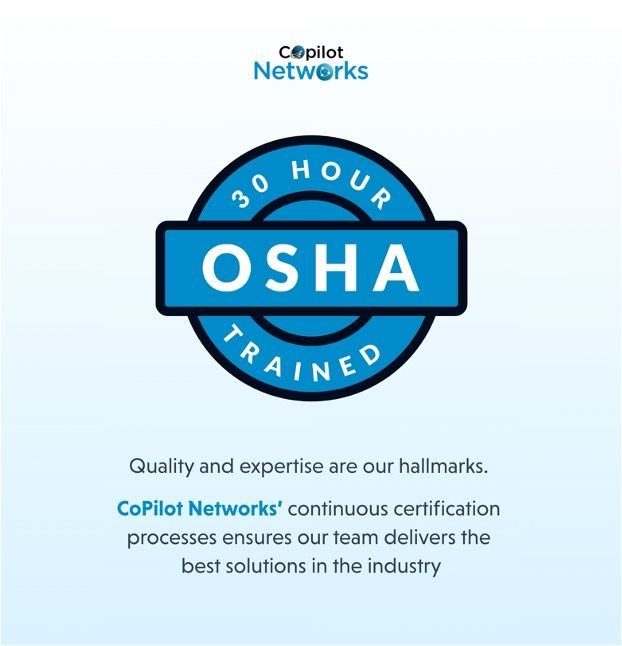 Copilot
Networks
30 HOUR
OSHA
TRAINED
Quality and expertise are our hallmarks.
CoPilot Networks’ continuous certification
processes ensures our team delivers the
best solutions in the industry